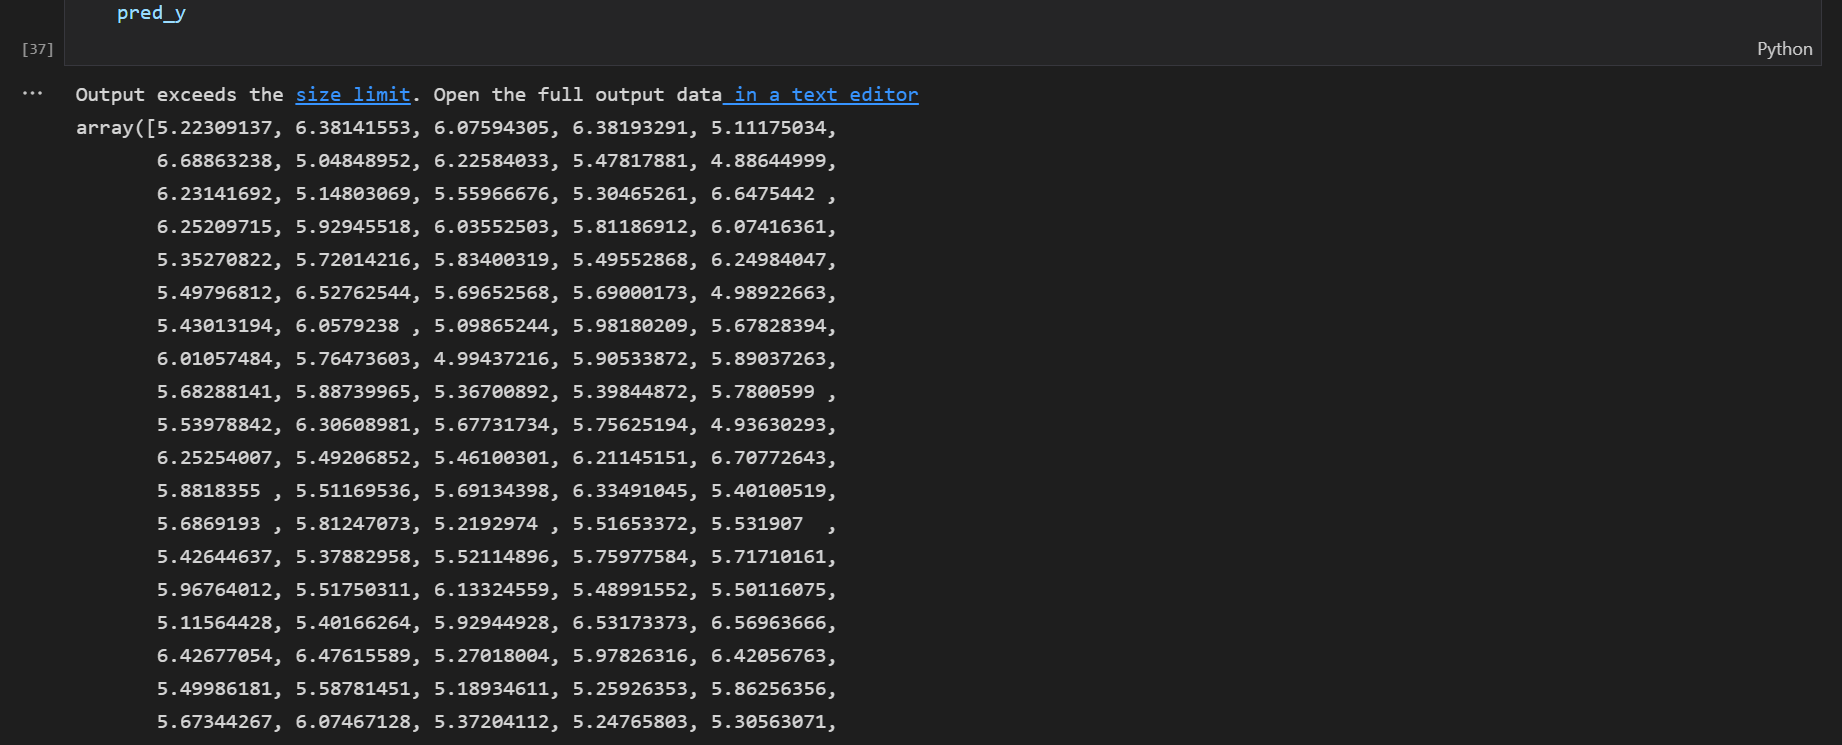 pred_y
[37]
Python
... Output exceeds the size limit. Open the full output data in a text editor
array([5.22309137, 6.38141553, 6.07594305, 6.38193291, 5.11175034,
6.68863238, 5.04848952, 6.22584033, 5.47817881, 4.88644999,
6.23141692, 5.14803069, 5.55966676, 5.30465261, 6.6475442 ,
6.25209715, 5.92945518, 6.03552503, 5.81186912, 6.07416361,
5.35270822, 5.72014216, 5.83400319, 5.49552868, 6.24984047,
5.49796812, 6.52762544, 5.69652568, 5.69000173, 4.98922663,
5.43013194, 6.0579238 , 5.09865244, 5.98180209, 5.67828394,
6.01057484, 5.76473603, 4.99437216, 5.90533872, 5.89037263,
5.68288141, 5.88739965, 5.36700892, 5.39844872, 5.7800599 ,
5.53978842, 6.30608981, 5.67731734, 5.75625194, 4.93630293,
6.25254007, 5.49206852, 5.46100301, 6.21145151, 6.70772643,
5.8818355 , 5.51169536, 5.69134398, 6.33491045, 5.40100519,
5.6869193 , 5.81247073, 5.2192974 , 5.51653372, 5.531907  ,
5.42644637, 5.37882958, 5.52114896, 5.75977584, 5.71710161,
5.96764012, 5.51750311, 6.13324559, 5.48991552, 5.50116075,
5.11564428, 5.40166264, 5.92944928, 6.53173373, 6.56963666,
6.42677054, 6.47615589, 5.27018004, 5.97826316, 6.42056763,
5.49986181, 5.58781451, 5.18934611, 5.25926353, 5.86256356,
5.67344267, 6.07467128, 5.37204112, 5.24765803, 5.30563071,